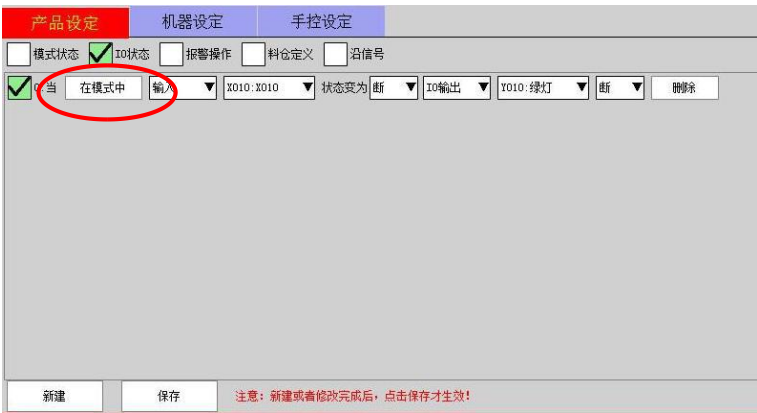 产品设定 机器设定 手控设定
模式状态 IO状态 报警操作 料仓定义 沿信号
0:当 在模式中 输入 X010:X010 状态变为 断 IO输出 Y010:绿灯 断 删除
新建 保存 注意：新建或者修改完成后，点击保存才生效！